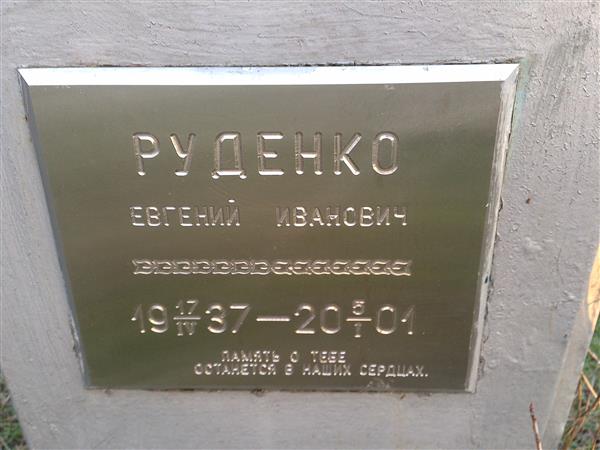 РУДЕНКО
ЕВГЕНИЙ ИВАНОВИЧ
19 17/IV 37 — 20 5/I 01
ПАМЯТЬ О ТЕБЕ
ОСТАНЕТСЯ В НАШИХ СЕРДЦАХ.